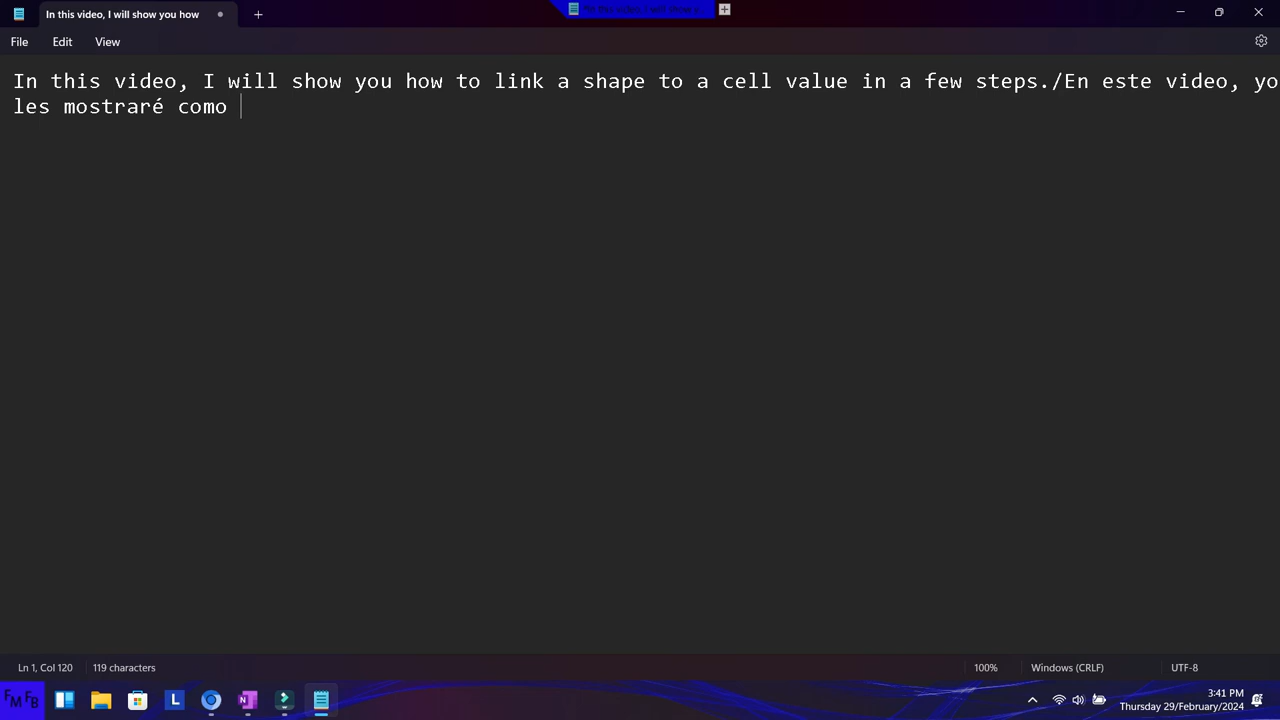 In this video, I will show you how
File Edit View
In this video, I will show you how to link a shape to a cell value in a few steps./En este video, yo
les mostraré como
Ln 1, Col 120 119 characters 100% Windows (CRLF) UTF-8
FM FB L N 3:41 PM
Thursday 29/February/2024